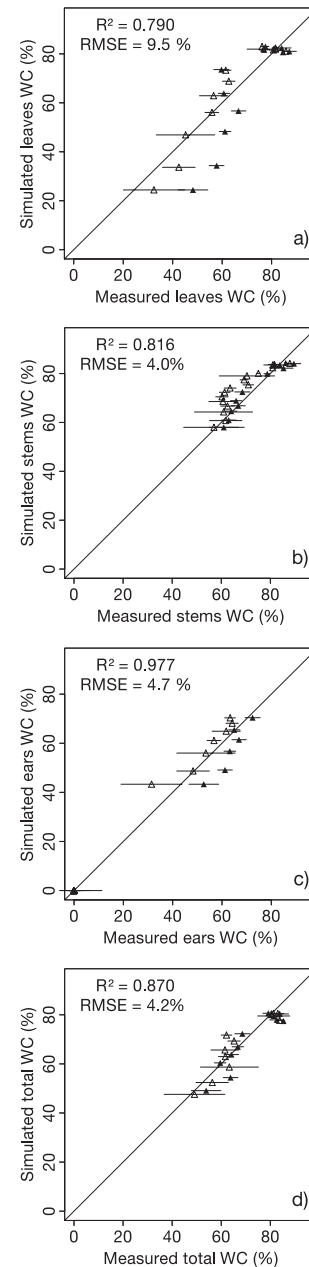 R² = 0.790
RMSE = 9.5 %
Simulated leaves WC (%)
80
60
40
20
0
a)
0 20 40 60 80
Measured leaves WC (%)
R² = 0.816
RMSE = 4.0%
Simulated stems WC (%)
80
60
40
20
0
b)
0 20 40 60 80
Measured stems WC (%)
R² = 0.977
RMSE = 4.7 %
Simulated ears WC (%)
80
60
40
20
0
c)
0 20 40 60 80
Measured ears WC (%)
R² = 0.870
RMSE = 4.2%
Simulated total WC (%)
80
60
40
20
0
d)
0 20 40 60 80
Measured total WC (%)